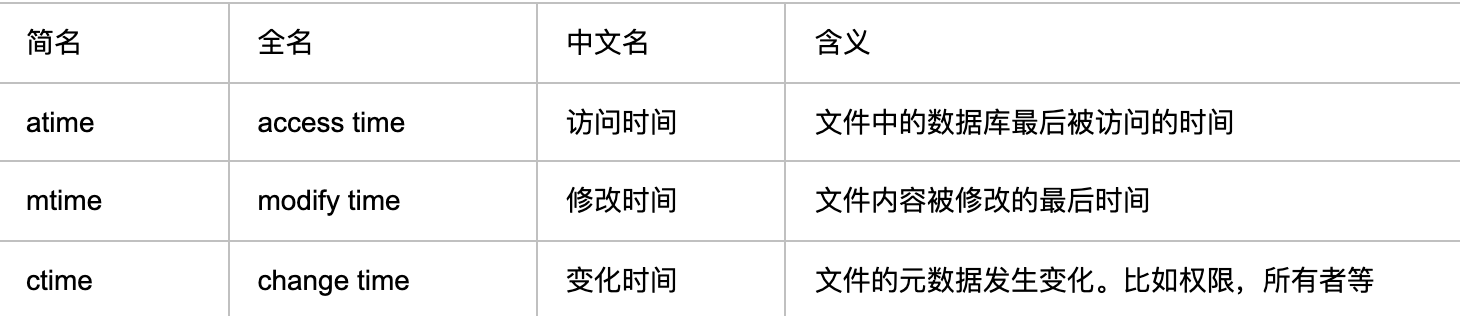 简名 全名 中文名 含义
atime access time 访问时间 文件中的数据库最后被访问的时间
mtime modify time 修改时间 文件内容被修改的最后时间
ctime change time 变化时间 文件的元数据发生变化。比如权限，所有者等